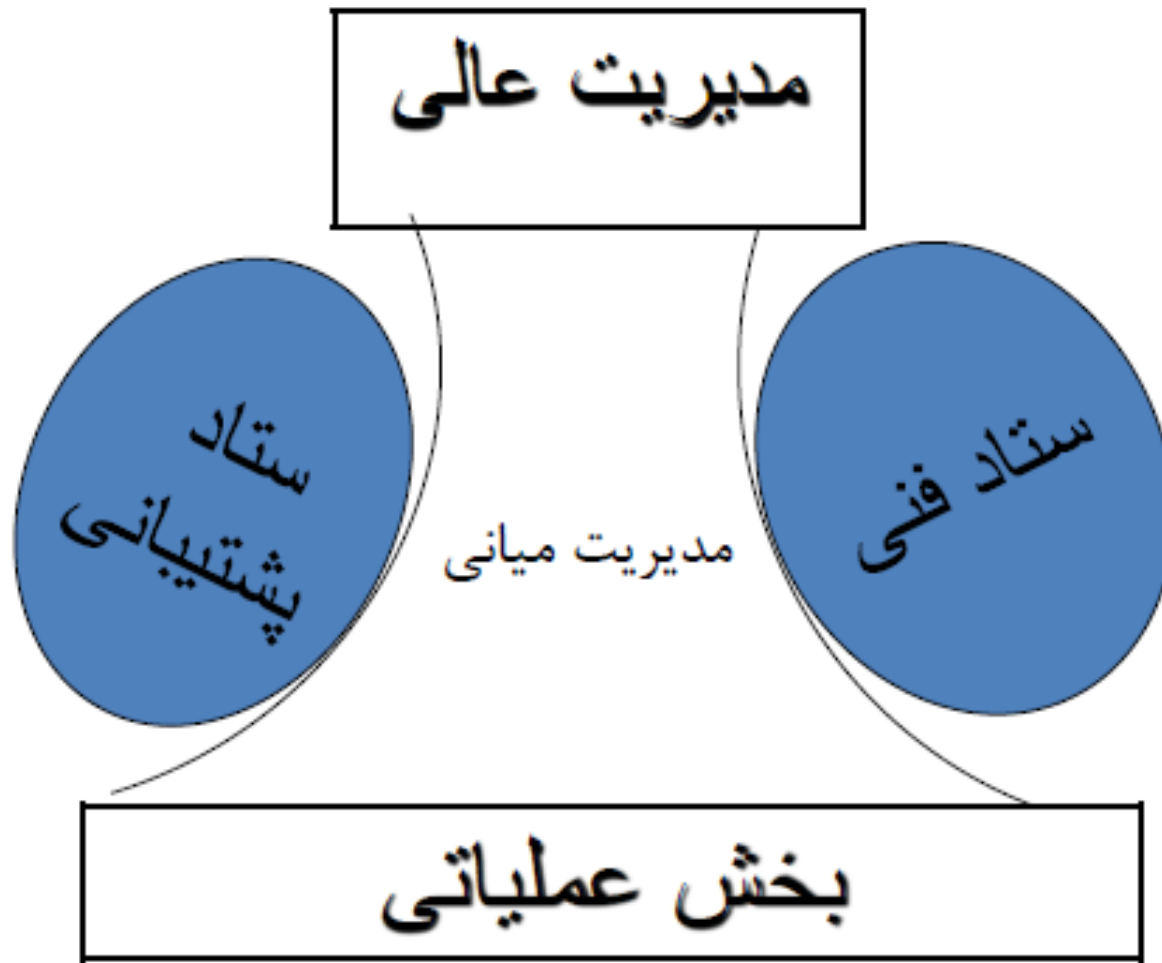 مدیریت عالی
ستاد فنی
ستاد
پشتیبانی
مدیریت میانی
بخش عملیاتی